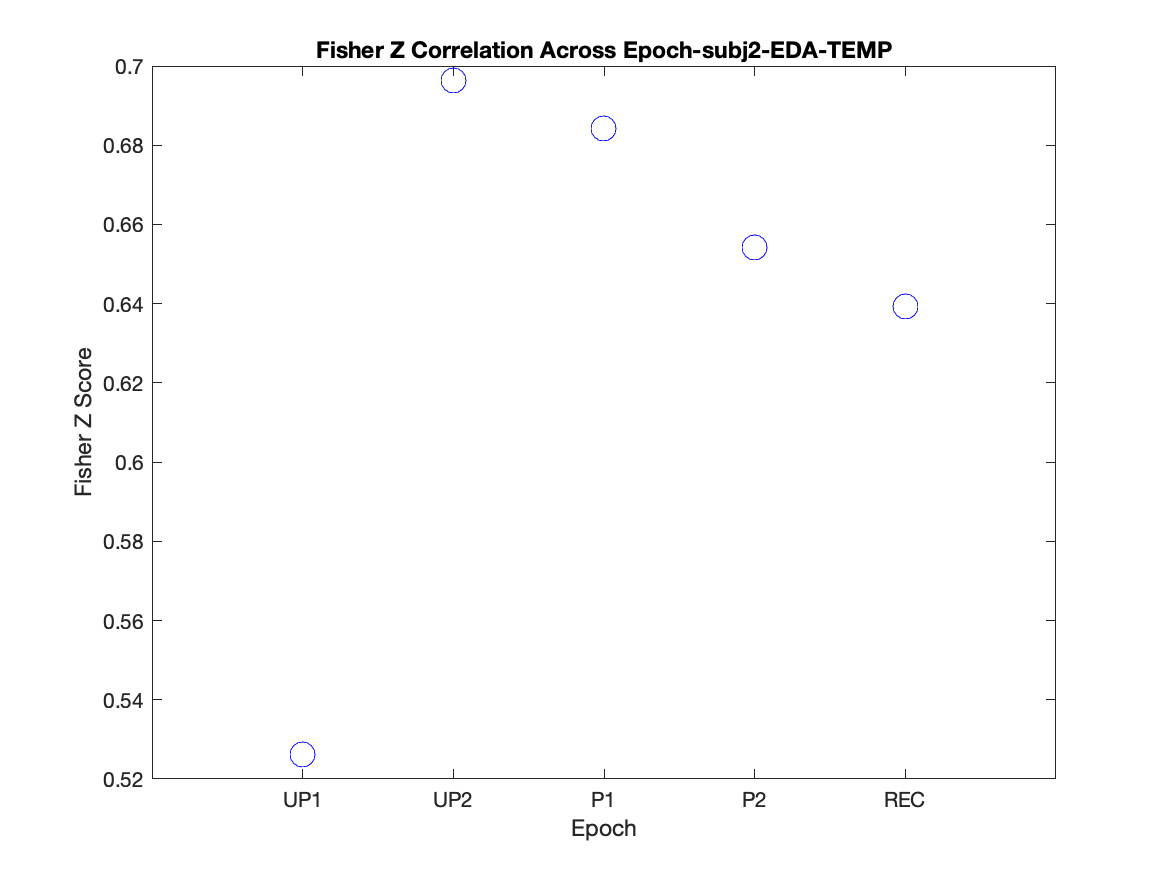 Fisher Z Correlation Across Epoch-subj2-EDA-TEMP
0.7
0.68
0.66
0.64
0.62
0.6
0.58
0.56
0.54
0.52
Fisher Z Score
UP1 UP2 P1 P2 REC
Epoch